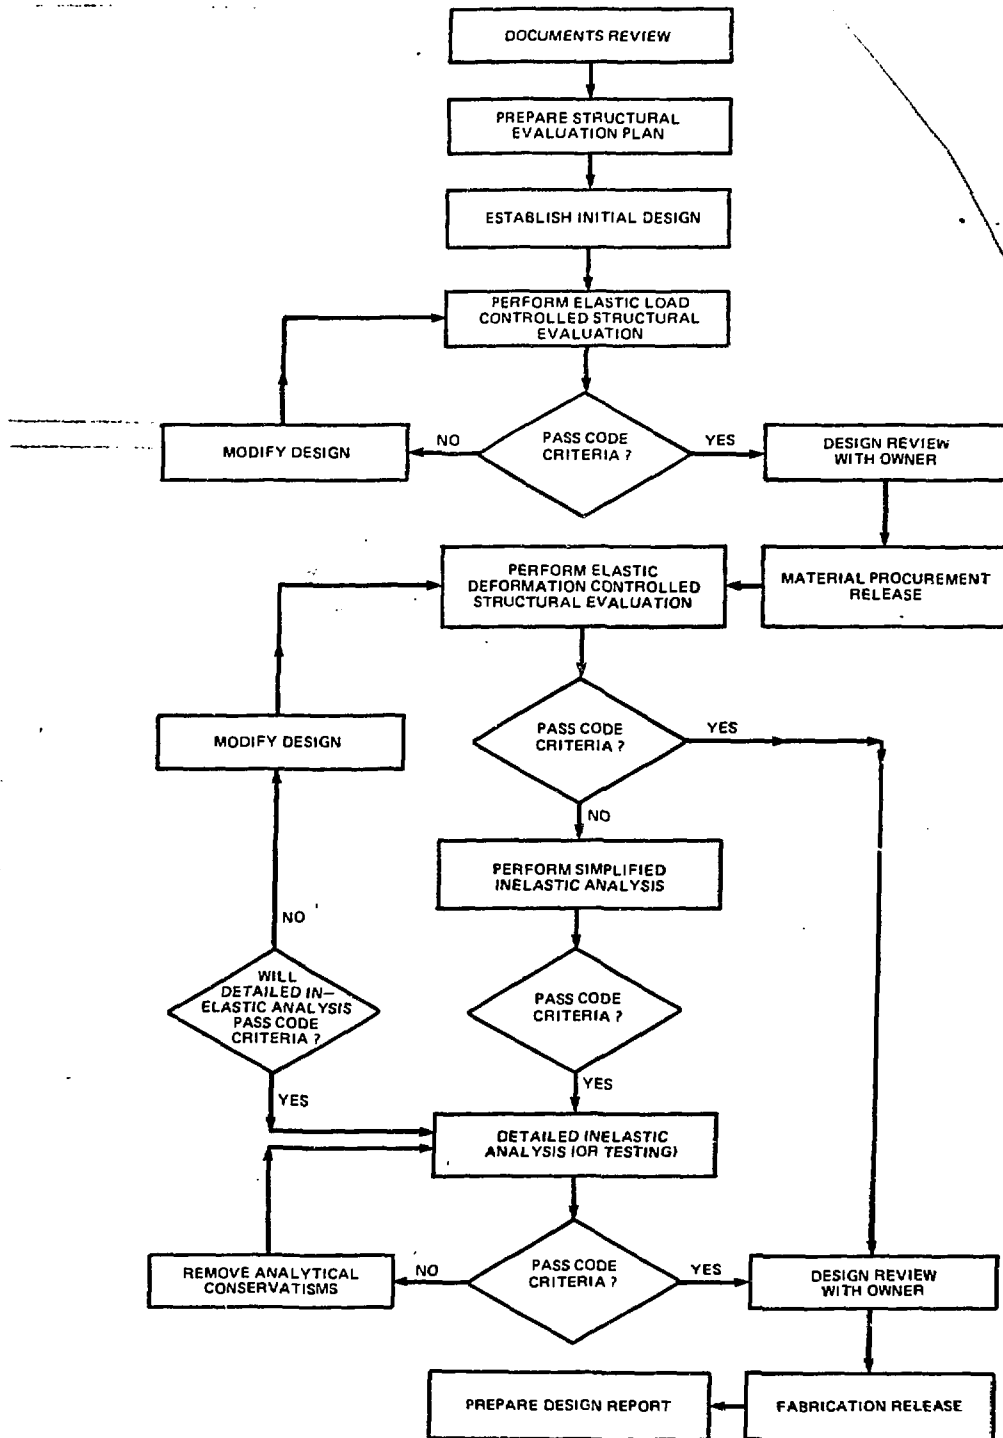 DOCUMENTS REVIEW
PREPARE STRUCTURAL
EVALUATION PLAN
ESTABLISH INITIAL DESIGN
PERFORM ELASTIC LOAD
CONTROLLED STRUCTURAL
EVALUATION
MODIFY DESIGN
NO
PASS CODE
CRITERIA ?
YES
DESIGN REVIEW
WITH OWNER
PERFORM ELASTIC
DEFORMATION CONTROLLED
STRUCTURAL EVALUATION
MATERIAL PROCUREMENT
RELEASE
MODIFY DESIGN
PASS CODE
CRITERIA ?
YES
NO
PERFORM SIMPLIFIED
INELASTIC ANALYSIS
NO
WILL
DETAILED IN–
ELASTIC ANALYSIS
PASS CODE
CRITERIA ?
PASS CODE
CRITERIA ?
YES
YES
DETAILED INELASTIC
ANALYSIS (OR TESTING)
REMOVE ANALYTICAL
CONSERVATISMS
NO
PASS CODE
CRITERIA ?
YES
DESIGN REVIEW
WITH OWNER
PREPARE DESIGN REPORT
FABRICATION RELEASE